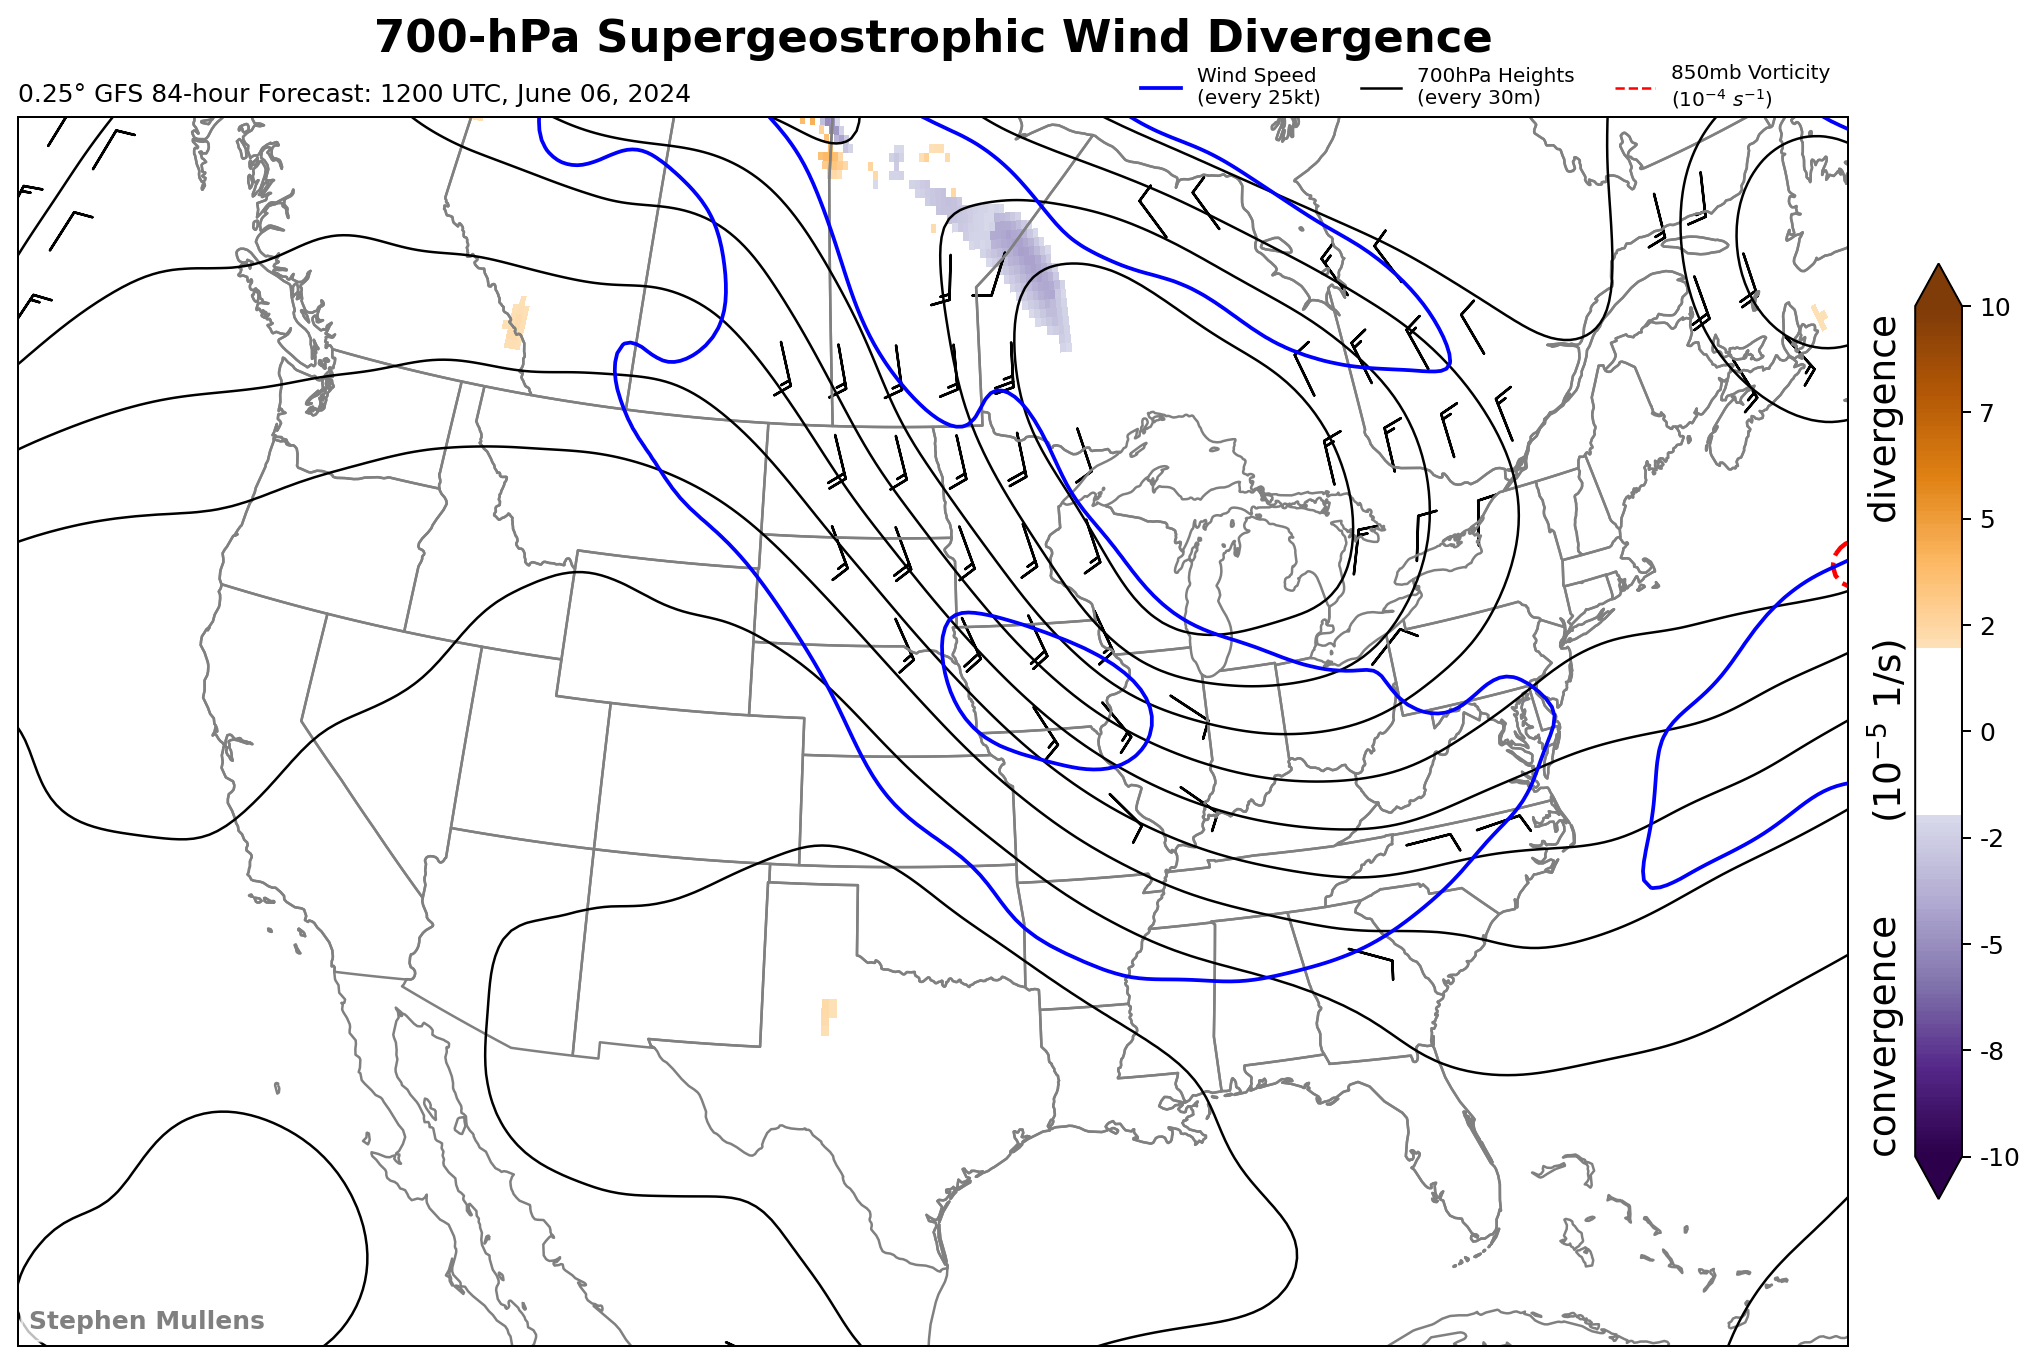 700-hPa Supergeostrophic Wind Divergence
0.25° GFS 84-hour Forecast: 1200 UTC, June 06, 2024
Wind Speed
(every 25kt)
700hPa Heights
(every 30m)
850mb Vorticity
(10⁻⁴ s⁻¹)
10
7
5
2
0
-2
-5
-8
-10
convergence (10⁻⁵ 1/s) divergence
Stephen Mullens